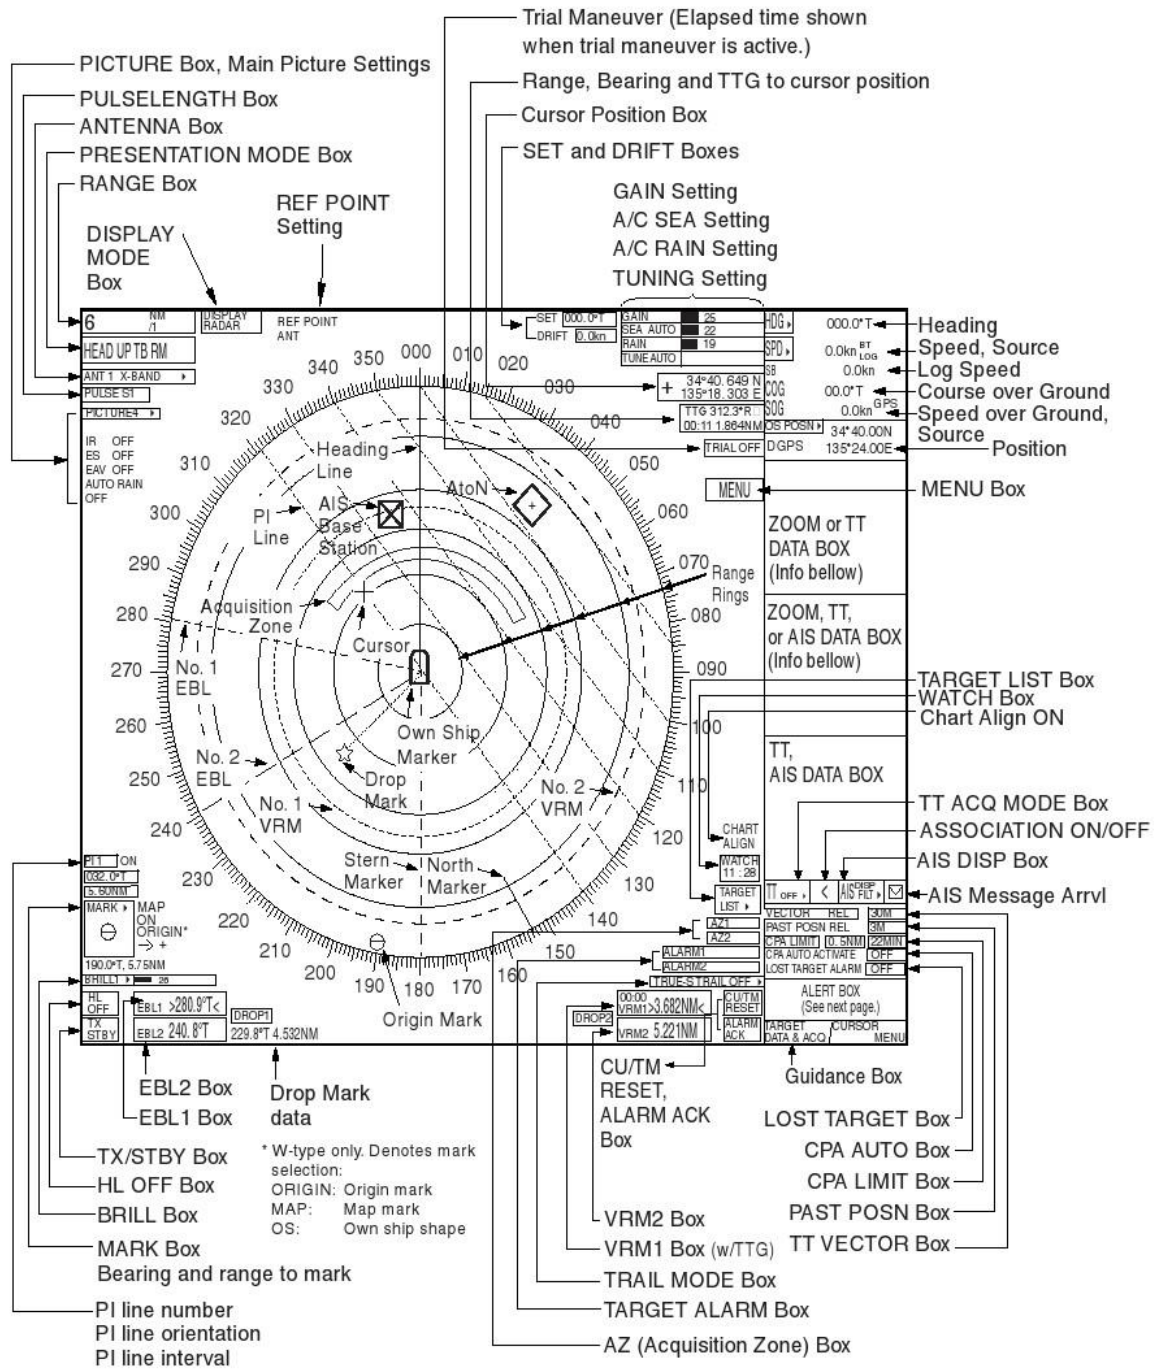 Trial Maneuver (Elapsed time shown
when trial maneuver is active.)
PICTURE Box, Main Picture Settings
Range, Bearing and TTG to cursor position
PULSELENGTH Box
Cursor Position Box
ANTENNA Box
SET and DRIFT Boxes
PRESENTATION MODE Box
RANGE Box
REF POINT
Setting
GAIN Setting
A/C SEA Setting
A/C RAIN Setting
TUNING Setting
DISPLAY
MODE
Box
6 NM /1
DISPLAY
RADAR
REF POINT
ANT
HEAD UP TB RM
ANT 1 X-BAND
PULSE S1
PICTURE4
IR OFF
ES OFF
EAV OFF
AUTO RAIN
OFF
SET 000.0°T
DRIFT 0.0kn
GAIN 25
SEA AUTO 22
RAIN 19
TUNE AUTO
HDG 000.0°T
SPD 0.0kn BT LOG
SB 0.0kn
COG 00.0°T
SOG 0.0kn GPS
OS POSN 34°40.00N
DGPS 135°24.00E
+ 34°40.649 N
135°18.303 E
TTG 312.3°R
00:11 1.864NM
TRIAL OFF
MENU
Heading
Speed, Source
Log Speed
Course over Ground
Speed over Ground,
Source
Position
MENU Box
000
010
020
030
040
050
060
070
080
090
100
110
120
130
140
150
160
170
180
190
200
210
220
230
240
250
260
270
280
290
300
310
320
330
340
350
Heading
Line
AtoN
PI
Line
AIS
Base
Station
Acquisition
Zone
Cursor
Range
Rings
No. 1
EBL
No. 2
EBL
Own Ship
Marker
Drop
Mark
No. 1
VRM
No. 2
VRM
Stern
Marker
North
Marker
Origin Mark
ZOOM or TT
DATA BOX
(Info bellow)
ZOOM, TT,
or AIS DATA BOX
(Info bellow)
TT,
AIS DATA BOX
TARGET LIST Box
WATCH Box
Chart Align ON
TT ACQ MODE Box
ASSOCIATION ON/OFF
AIS DISP Box
AIS Message Arrvl
CHART
ALIGN
WATCH
11:28
TARGET
LIST
TT OFF
<
AIS DISP FILT
VECTOR REL 30M
PAST POSN REL 3M
CPA LIMIT 0.5NM 22MIN
CPA AUTO ACTIVATE OFF
LOST TARGET ALARM OFF
ALERT BOX
(See next page.)
TARGET
DATA & ACQ
/CURSOR
MENU
PI1 ON
032.0°T
5.60NM
MARK
MAP
ON
ORIGIN*
+
190.0°T, 5.75NM
BRILL1 26
HL
OFF
TX
STBY
EBL1 >280.9°T<
EBL2 240.8°T
DROP1
229.8°T 4.532NM
AZ1
AZ2
ALARM1
ALARM2
TRUE-S TRAIL OFF
00:00
VRM1>3.682NM<
DROP2
VRM2 5.221NM
CU/TM
RESET
ALARM
ACK
EBL2 Box
EBL1 Box
Drop Mark
data
CU/TM
RESET,
ALARM ACK
Box
Guidance Box
LOST TARGET Box
CPA AUTO Box
CPA LIMIT Box
PAST POSN Box
TT VECTOR Box
TX/STBY Box
HL OFF Box
BRILL Box
MARK Box
Bearing and range to mark
PI line number
PI line orientation
PI line interval
* W-type only. Denotes mark
selection:
ORIGIN: Origin mark
MAP: Map mark
OS: Own ship shape
VRM2 Box
VRM1 Box (w/TTG)
TRAIL MODE Box
TARGET ALARM Box
AZ (Acquisition Zone) Box